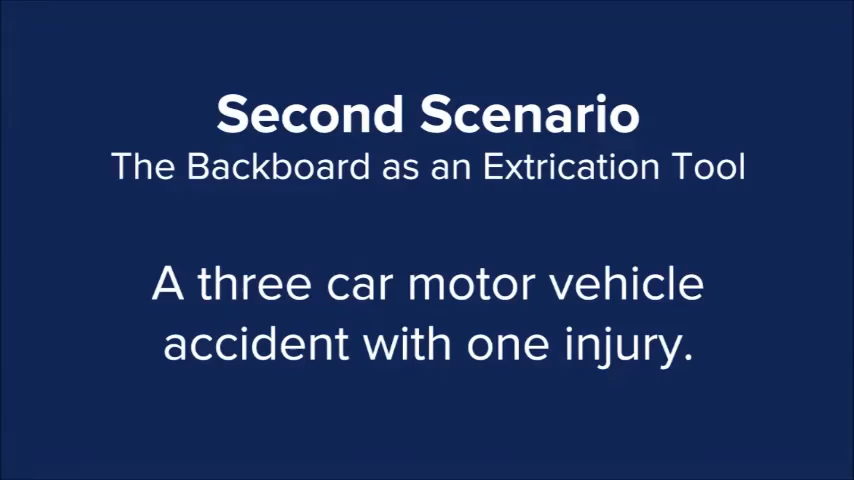 Second Scenario
The Backboard as an Extrication Tool
A three car motor vehicle
accident with one injury.